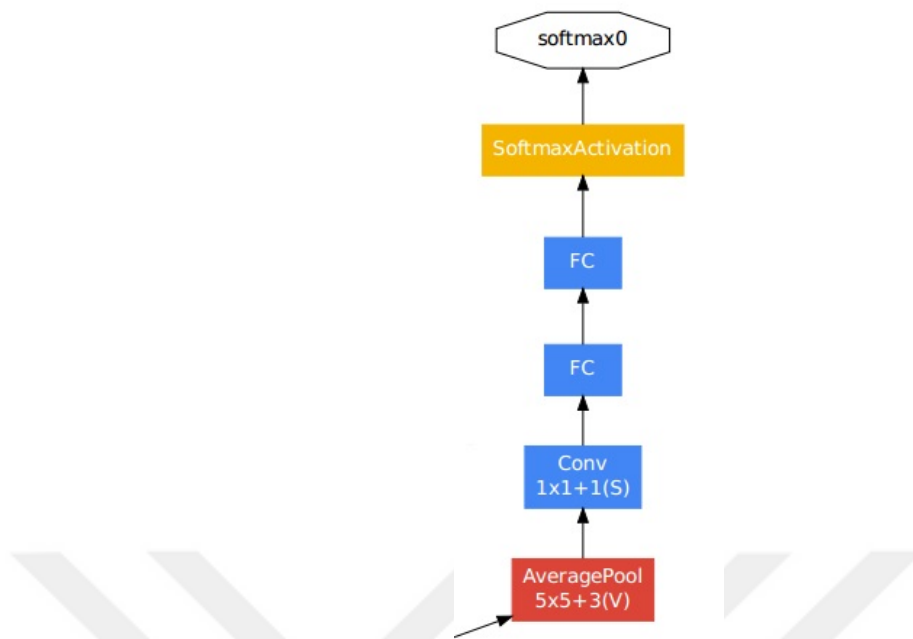 softmax0
SoftmaxActivation
FC
FC
Conv
1x1+1(S)
AveragePool
5x5+3(V)